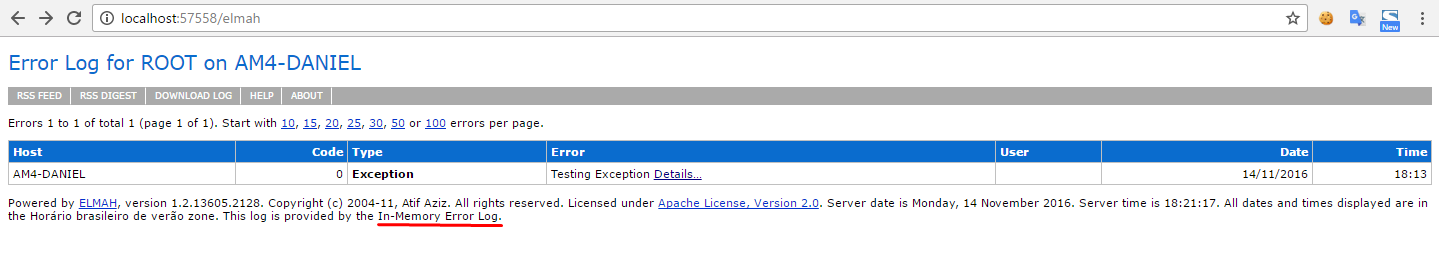 localhost:57558/elmah
New
Error Log for ROOT on AM4-DANIEL
RSS FEED RSS DIGEST DOWNLOAD LOG HELP ABOUT
Errors 1 to 1 of total 1 (page 1 of 1). Start with 10, 15, 20, 25, 30, 50 or 100 errors per page.
Host Code Type Error User Date Time
AM4-DANIEL 0 Exception Testing Exception Details... 14/11/2016 18:13
Powered by ELMAH, version 1.2.13605.2128. Copyright (c) 2004-11, Atif Aziz. All rights reserved. Licensed under Apache License, Version 2.0. Server date is Monday, 14 November 2016. Server time is 18:21:17. All dates and times displayed are in
the Horário brasileiro de verão zone. This log is provided by the In-Memory Error Log.